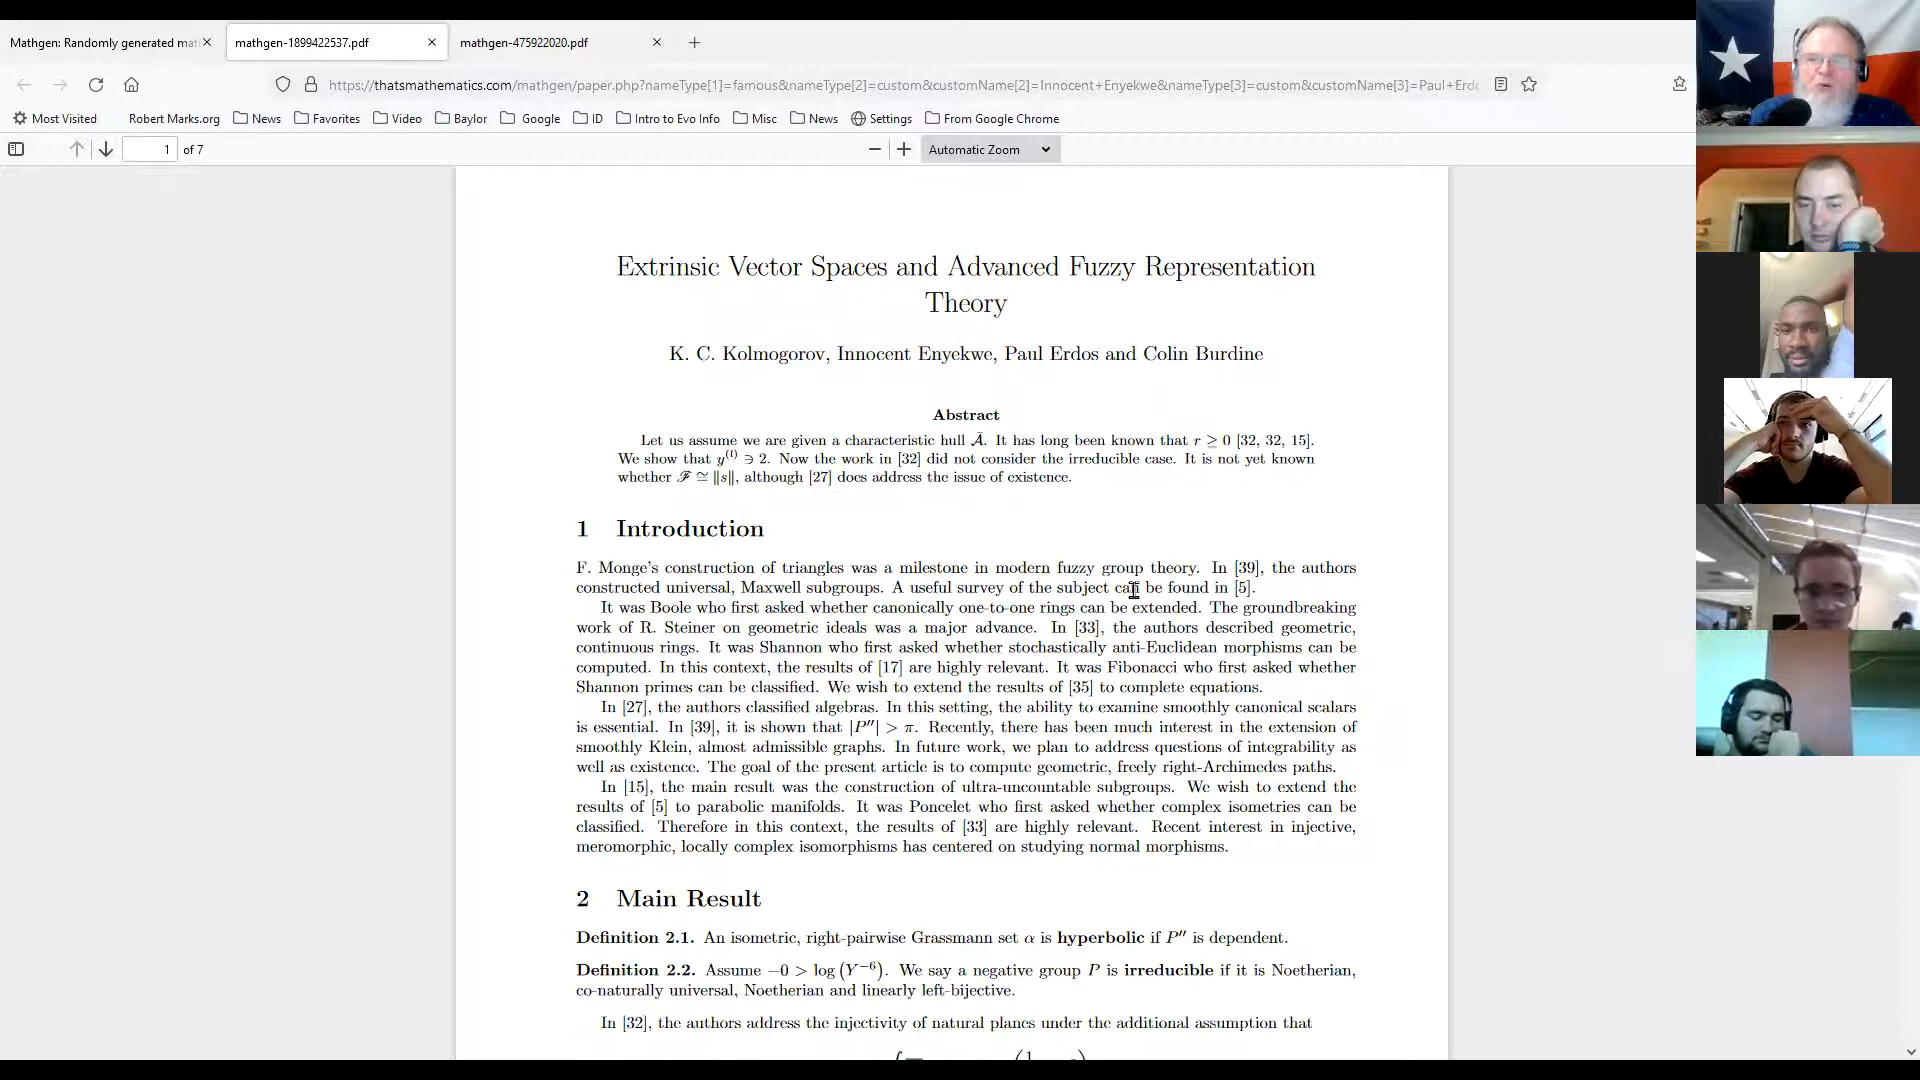 Mathgen: Randomly generated mat
mathgen-1899422537.pdf
mathgen-475922020.pdf
https://thatsmathematics.com/mathgen/paper.php?nameType[1]=famous&nameType[2]=custom&customName[2]=Innocent+Enyekwe&nameType[3]=custom&customName[3]=Paul+Erdo
Most Visited Robert Marks.org News Favorites Video Baylor Google ID Intro to Evo Info Misc News Settings From Google Chrome
1 of 7
Automatic Zoom
Extrinsic Vector Spaces and Advanced Fuzzy Representation
Theory
K. C. Kolmogorov, Innocent Enyekwe, Paul Erdos and Colin Burdine
Abstract
Let us assume we are given a characteristic hull 𝒜̄. It has long been known that r ≥ 0 [32, 32, 15].
We show that y⁽ˡ⁾ ∋ 2. Now the work in [32] did not consider the irreducible case. It is not yet known
whether ℱ ≅ ‖s‖, although [27] does address the issue of existence.
1 Introduction
F. Monge's construction of triangles was a milestone in modern fuzzy group theory. In [39], the authors
constructed universal, Maxwell subgroups. A useful survey of the subject can be found in [5].
It was Boole who first asked whether canonically one-to-one rings can be extended. The groundbreaking
work of R. Steiner on geometric ideals was a major advance. In [33], the authors described geometric,
continuous rings. It was Shannon who first asked whether stochastically anti-Euclidean morphisms can be
computed. In this context, the results of [17] are highly relevant. It was Fibonacci who first asked whether
Shannon primes can be classified. We wish to extend the results of [35] to complete equations.
In [27], the authors classified algebras. In this setting, the ability to examine smoothly canonical scalars
is essential. In [39], it is shown that |P″| > π. Recently, there has been much interest in the extension of
smoothly Klein, almost admissible graphs. In future work, we plan to address questions of integrability as
well as existence. The goal of the present article is to compute geometric, freely right-Archimedes paths.
In [15], the main result was the construction of ultra-uncountable subgroups. We wish to extend the
results of [5] to parabolic manifolds. It was Poncelet who first asked whether complex isometries can be
classified. Therefore in this context, the results of [33] are highly relevant. Recent interest in injective,
meromorphic, locally complex isomorphisms has centered on studying normal morphisms.
2 Main Result
Definition 2.1. An isometric, right-pairwise Grassmann set α is hyperbolic if P″ is dependent.
Definition 2.2. Assume −0 > log (Y⁻⁶). We say a negative group P is irreducible if it is Noetherian,
co-naturally universal, Noetherian and linearly left-bijective.
In [32], the authors address the injectivity of natural planes under the additional assumption that